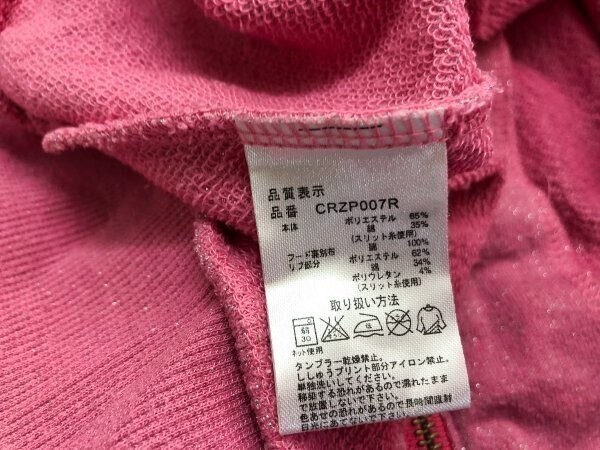 品質表示
品番 CRZP007R
本体 ポリエステル 65%
綿 35%
(スリット糸使用)
フード裏別布 綿 100%
リブ部分 ポリエステル 62%
綿 34%
ポリウレタン 4%
(スリット糸使用)
取り扱い方法
30
ネット使用
タンブラー乾燥禁止。
ししゅうプリント部分アイロン禁止。
単独洗いしてください。
移染する恐れがあるので濡れたまま
で放置しないで下さい。
色あせの恐れがあるので長時間蛍射
日光にあてないで下さい。